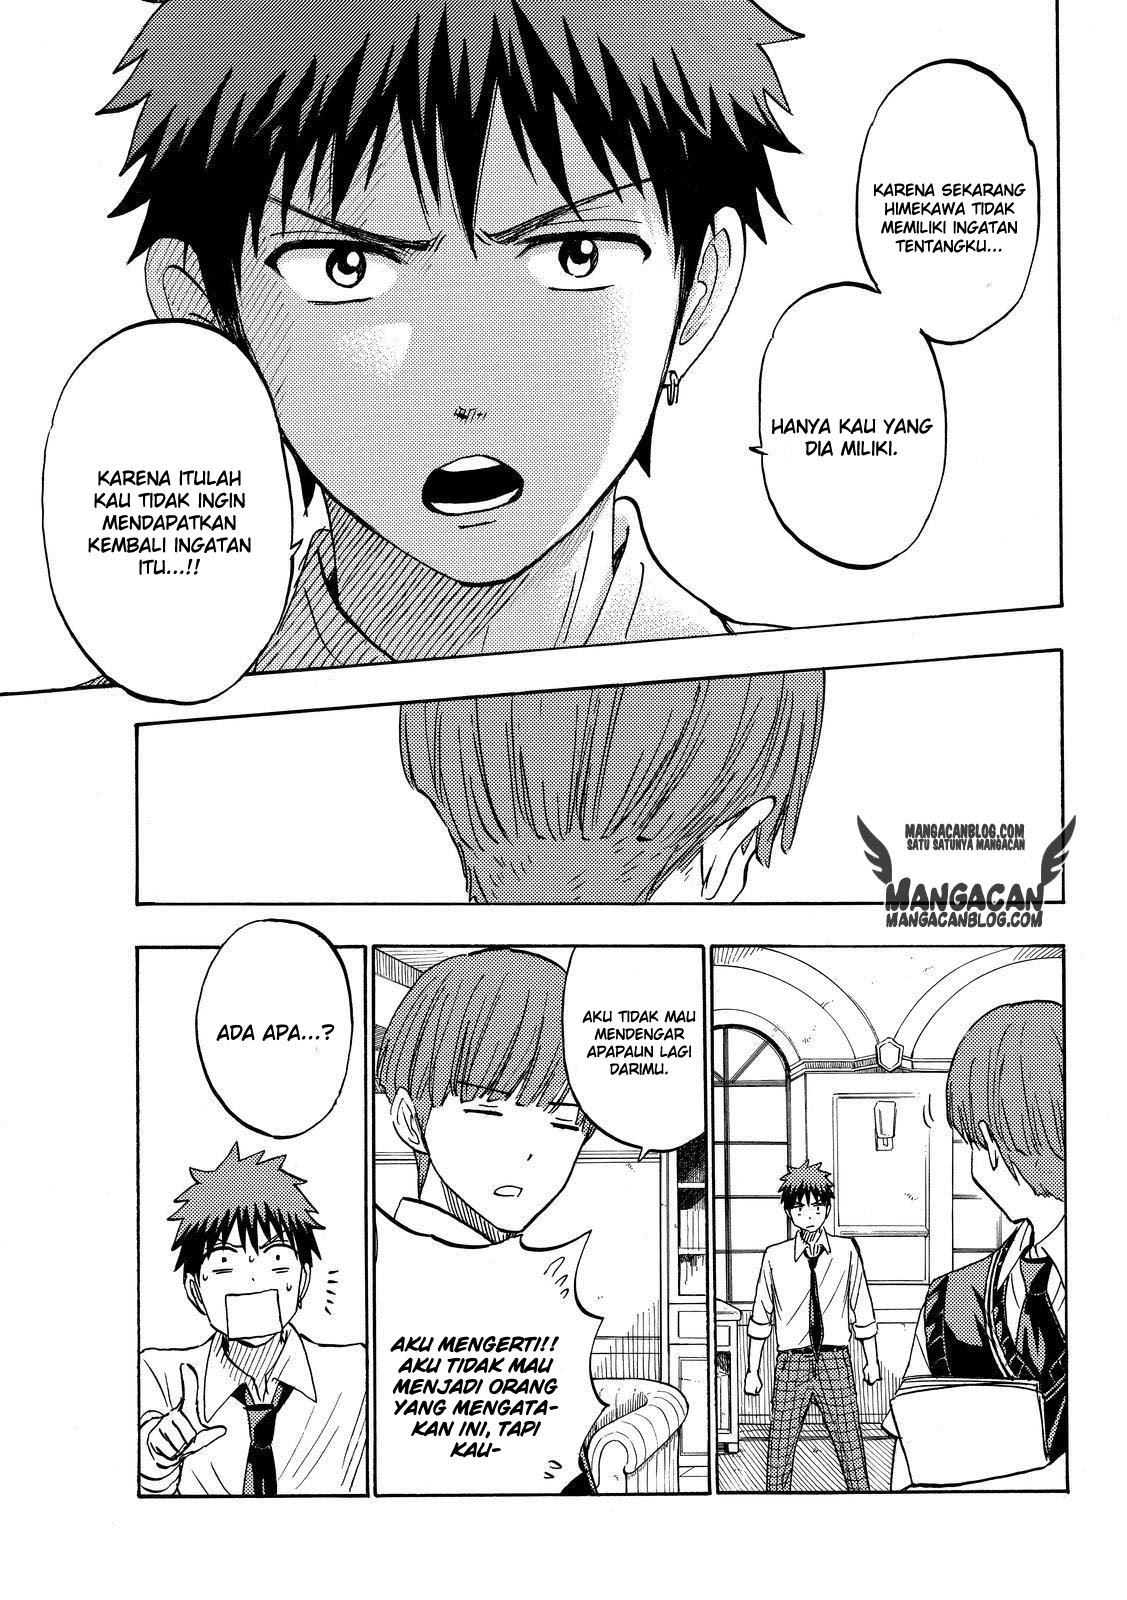 KARENA SEKARANG
HIMEKAWA TIDAK
MEMILIKI INGATAN
TENTANGKU...
HANYA KAU YANG
DIA MILIKI.
KARENA ITULAH
KAU TIDAK INGIN
MENDAPATKAN
KEMBALI INGATAN
ITU...!!
MANGACANBLOG.COM
SATU SATUNYA MANGACAN
MANGACAN
MANGACANBLOG.COM
AKU TIDAK MAU
MENDENGAR
APAPAUN LAGI
DARIMU.
AKU MENGERTI!!
AKU TIDAK MAU
MENJADI ORANG
YANG MENGATA-
KAN INI, TAPI
KAU-
ADA APA...?